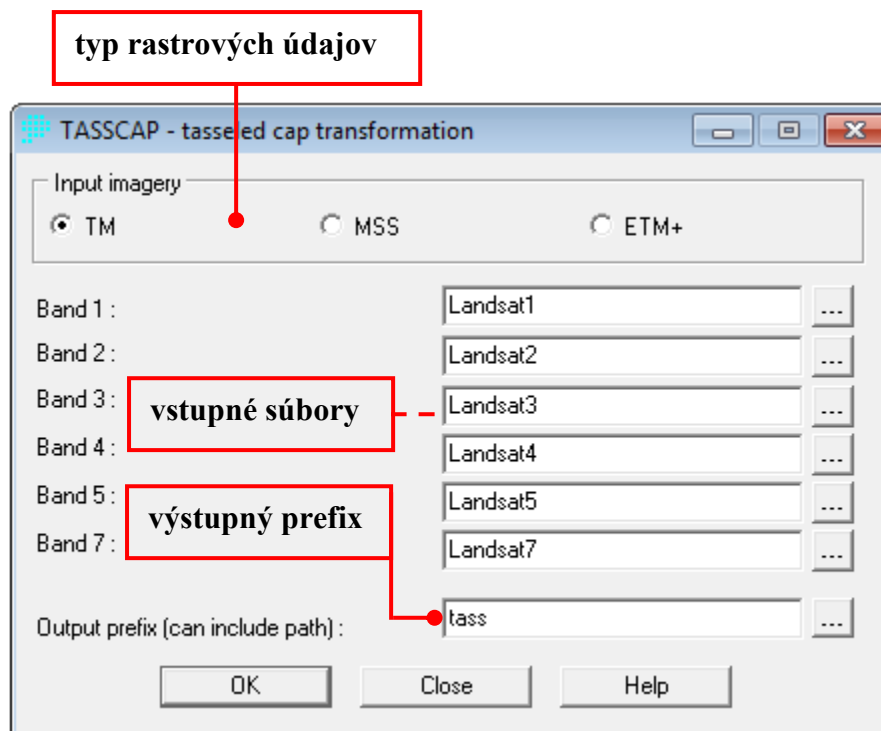 typ rastrových údajov
TASSCAP - tasseled cap transformation
Input imagery
TM MSS ETM+
Band 1 : Landsat1 ...
Band 2 : Landsat2 ...
Band 3 : vstupné súbory Landsat3 ...
Band 4 : Landsat4 ...
Band 5 : Landsat5 ...
výstupný prefix
Band 7 : Landsat7 ...
Output prefix (can include path) : tass ...
OK Close Help